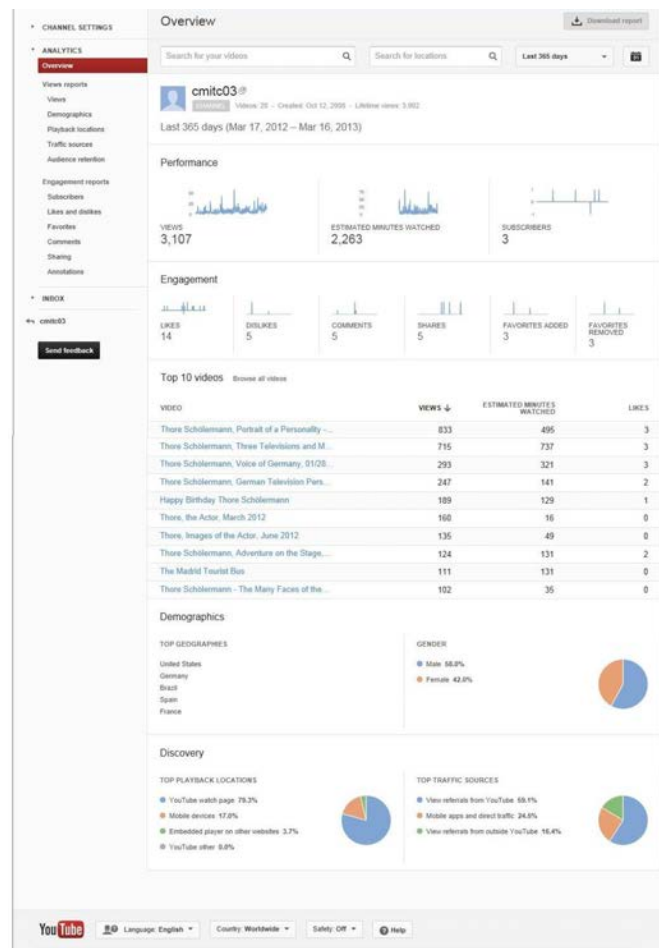 CHANNEL SETTINGS
ANALYTICS
Overview
Views reports
Views
Demographics
Playback locations
Traffic sources
Audience retention
Engagement reports
Subscribers
Likes and dislikes
Favorites
Comments
Sharing
Annotations
INBOX
cmitc03
Send feedback
Overview
Download report
Search for your videos
Search for locations
Last 365 days
cmitc03
CHANNEL Videos: 20 – Created: Oct 12, 2006 – Lifetime views: 3,902
Last 365 days (Mar 17, 2012 – Mar 16, 2013)
Performance
VIEWS
3,107
ESTIMATED MINUTES WATCHED
2,263
SUBSCRIBERS
3
Engagement
LIKES
14
DISLIKES
5
COMMENTS
5
SHARES
5
FAVORITES ADDED
3
FAVORITES REMOVED
3
Top 10 videos Browse all videos
VIDEO VIEWS ESTIMATED MINUTES WATCHED LIKES
Thore Schölermann, Portrait of a Personality -... 833 495 3
Thore Schölermann, Three Televisions and M... 715 737 3
Thore Schölermann, Voice of Germany, 01/28... 293 321 3
Thore Schölermann, German Television Pers... 247 141 2
Happy Birthday Thore Schölermann 189 129 1
Thore, the Actor, March 2012 160 16 0
Thore, Images of the Actor, June 2012 135 49 0
Thore Schölermann, Adventure on the Stage,... 124 131 2
The Madrid Tourist Bus 111 131 0
Thore Schölermann - The Many Faces of the... 102 35 0
Demographics
TOP GEOGRAPHIES
United States
Germany
Brazil
Spain
France
GENDER
Male 58.0%
Female 42.0%
Discovery
TOP PLAYBACK LOCATIONS
YouTube watch page 79.3%
Mobile devices 17.0%
Embedded player on other websites 3.7%
YouTube other 0.0%
TOP TRAFFIC SOURCES
View referrals from YouTube 59.1%
Mobile apps and direct traffic 24.5%
View referrals from outside YouTube 16.4%
YouTube
Language: English
Country: Worldwide
Safety: Off
Help